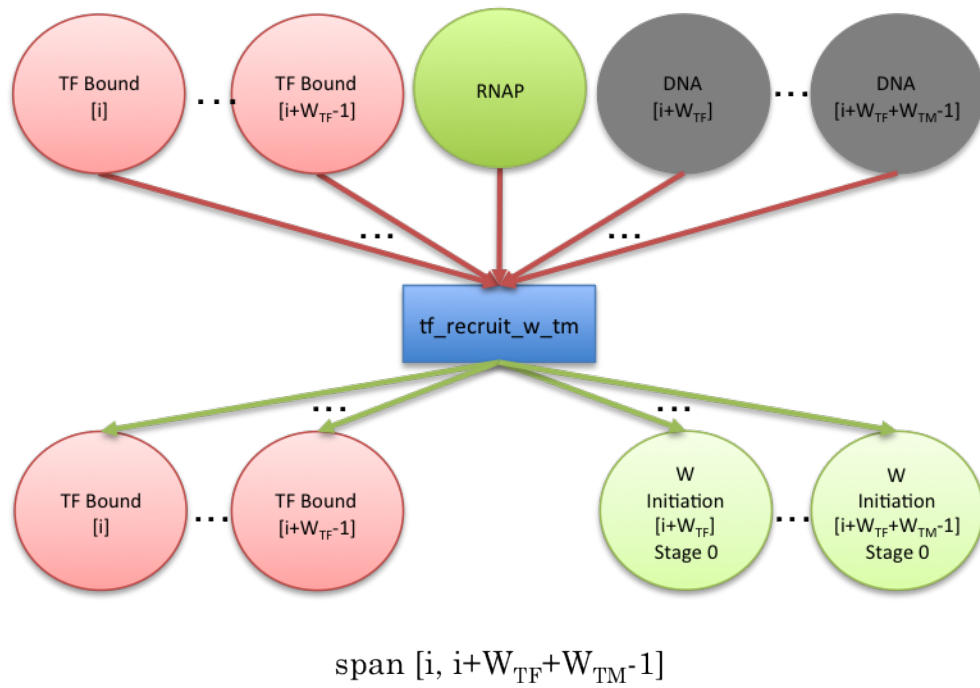 TF Bound
[i]
...
TF Bound
[i+W_TF-1]
RNAP
DNA
[i+W_TF]
...
DNA
[i+W_TF+W_TM-1]
...
...
tf_recruit_w_tm
...
...
TF Bound
[i]
...
TF Bound
[i+W_TF-1]
W
Initiation
[i+W_TF]
Stage 0
...
W
Initiation
[i+W_TF+W_TM-1]
Stage 0
span [i, i+W_TF+W_TM-1]